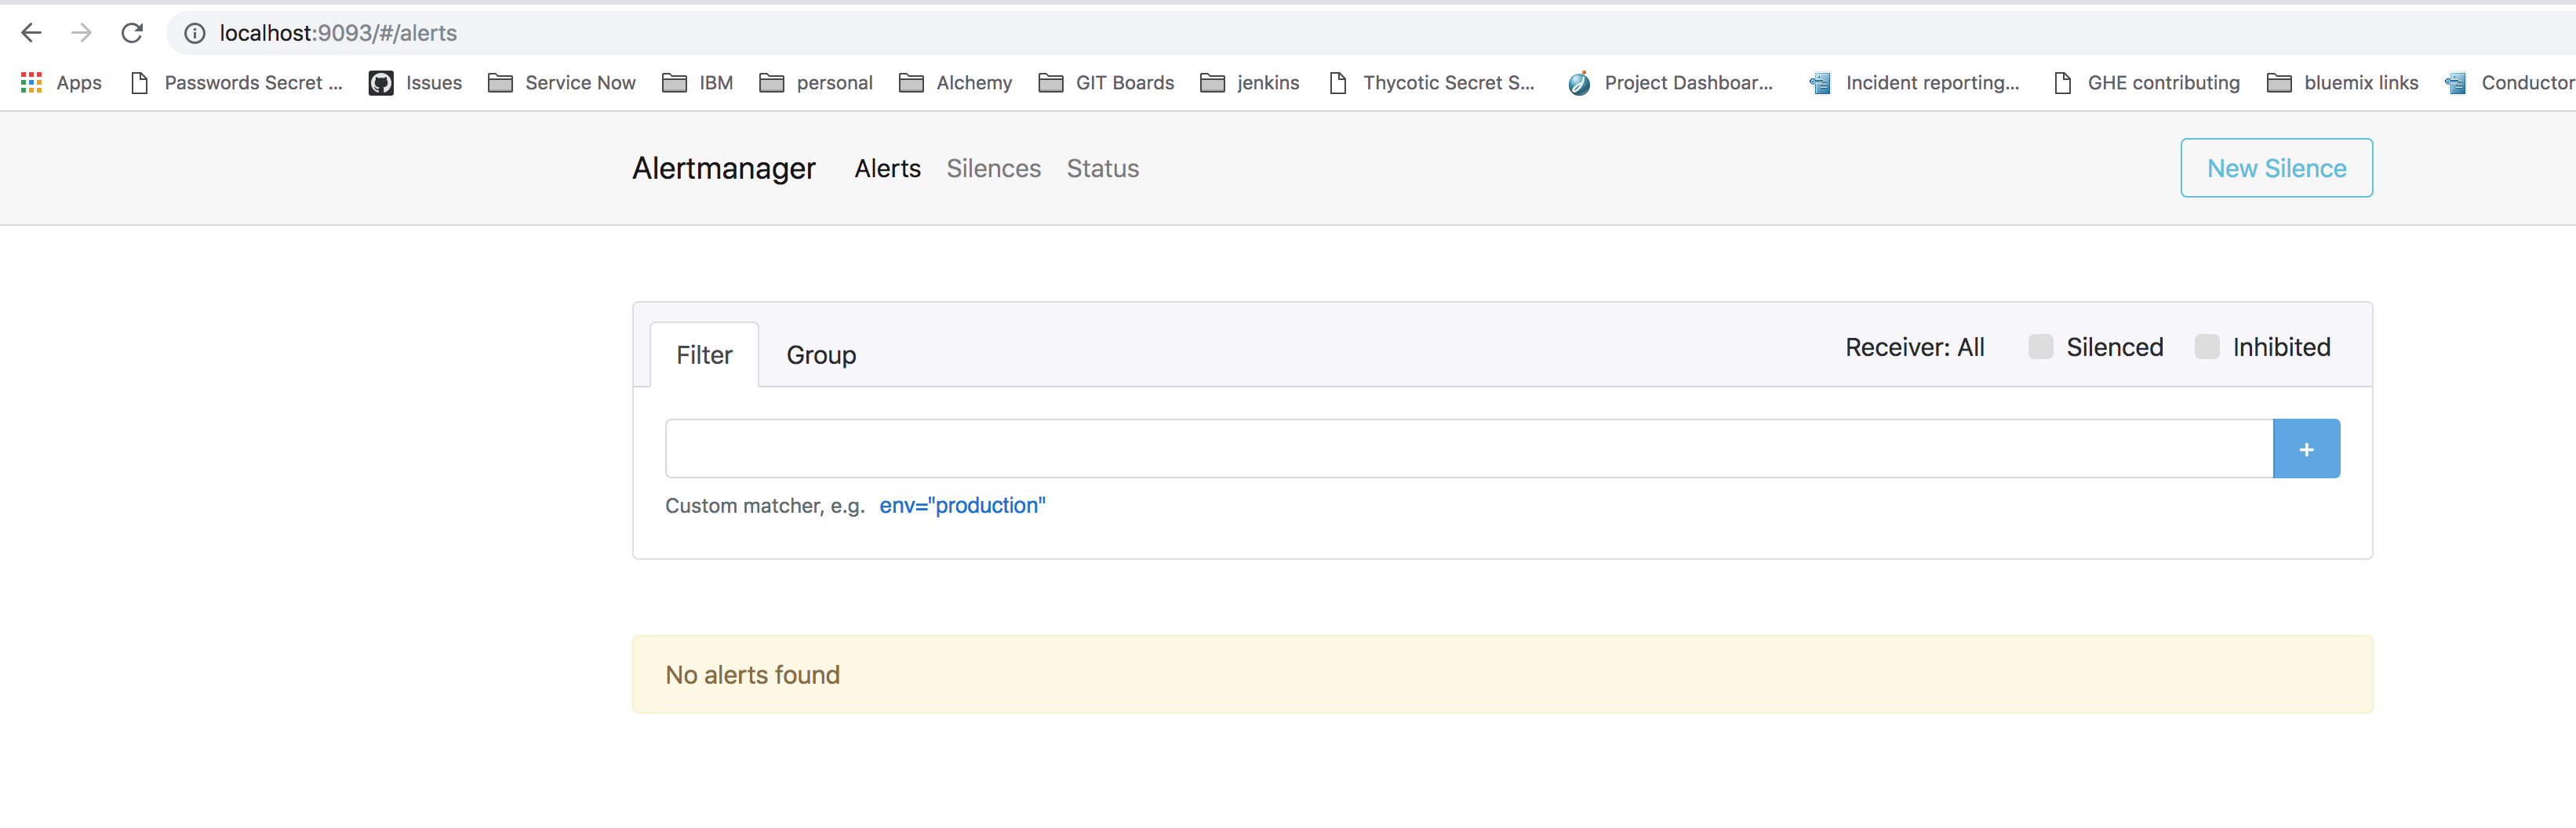 localhost:9093/#/alerts
Apps Passwords Secret ... Issues Service Now IBM personal Alchemy GIT Boards jenkins Thycotic Secret S... Project Dashboar... Incident reporting... GHE contributing bluemix links Conductor
Alertmanager Alerts Silences Status New Silence
Filter Group Receiver: All Silenced Inhibited
+
Custom matcher, e.g. env="production"
No alerts found